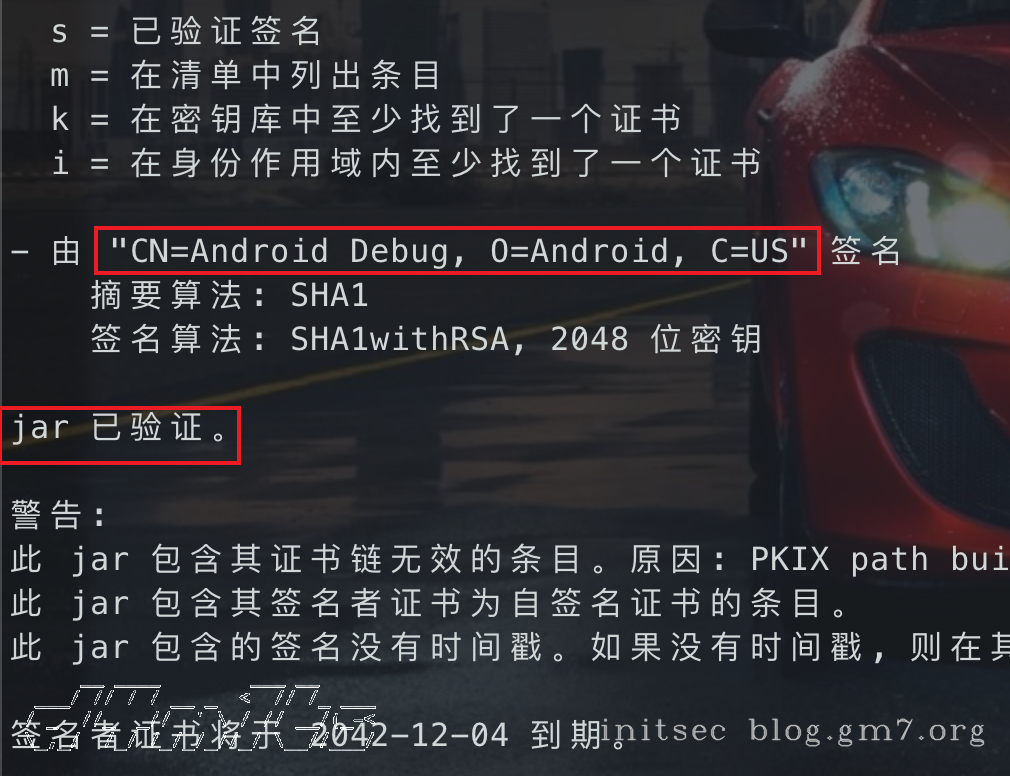 s = 已验证签名
m = 在清单中列出条目
k = 在密钥库中至少找到了一个证书
i = 在身份作用域内至少找到了一个证书
- 由 "CN=Android Debug, O=Android, C=US" 签名
摘要算法: SHA1
签名算法: SHA1withRSA, 2048 位密钥
jar 已验证。
警告:
此 jar 包含其证书链无效的条目。原因: PKIX path bui
此 jar 包含其签名者证书为自签名证书的条目。
此 jar 包含的签名没有时间戳。如果没有时间戳, 则在其
签名者证书将于 2042-12-04 到期。
initsec blog.gm7.org